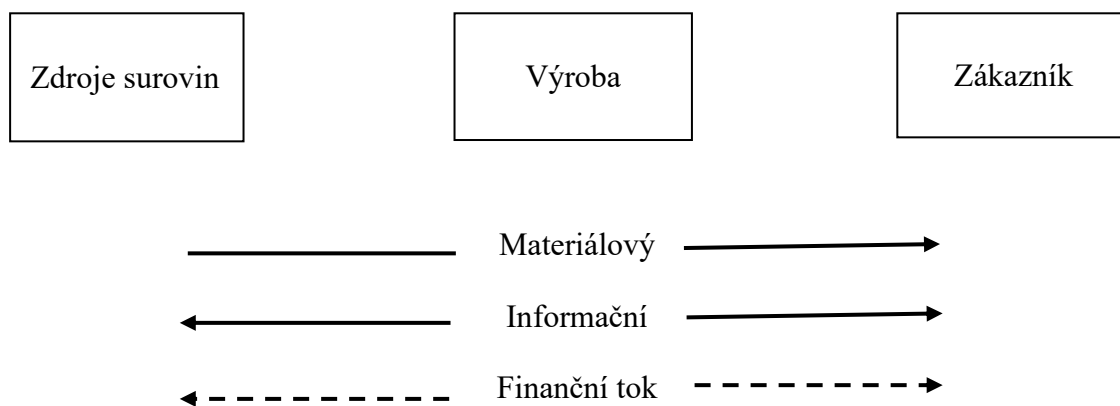 Zdroje surovin
Výroba
Zákazník
Materiálový
Informační
Finanční tok